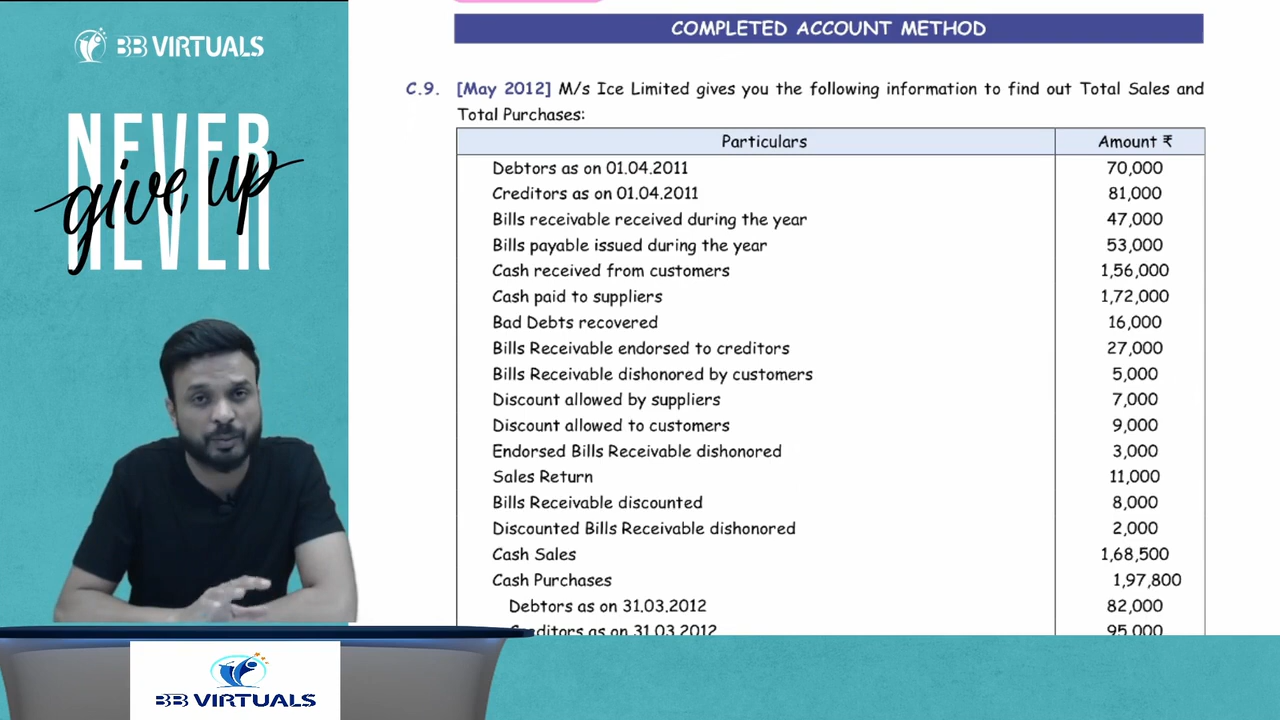 BB VIRTUALS
NEVER
give up
NEVER
COMPLETED ACCOUNT METHOD
C.9. [May 2012] M/s Ice Limited gives you the following information to find out Total Sales and
Total Purchases:
Particulars Amount ₹
Debtors as on 01.04.2011 70,000
Creditors as on 01.04.2011 81,000
Bills receivable received during the year 47,000
Bills payable issued during the year 53,000
Cash received from customers 1,56,000
Cash paid to suppliers 1,72,000
Bad Debts recovered 16,000
Bills Receivable endorsed to creditors 27,000
Bills Receivable dishonored by customers 5,000
Discount allowed by suppliers 7,000
Discount allowed to customers 9,000
Endorsed Bills Receivable dishonored 3,000
Sales Return 11,000
Bills Receivable discounted 8,000
Discounted Bills Receivable dishonored 2,000
Cash Sales 1,68,500
Cash Purchases 1,97,800
Debtors as on 31.03.2012 82,000
Creditors as on 31.03.2012 95,000
BB VIRTUALS